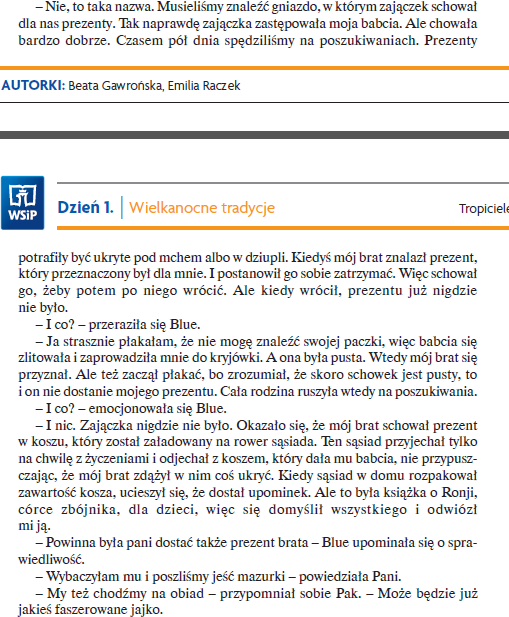 – Nie, to taka nazwa. Musieliśmy znaleźć gniazdo, w którym zajączek schował
dla nas prezenty. Tak naprawdę zajączka zastępowała moja babcia. Ale chowała
bardzo dobrze. Czasem pół dnia spędziliśmy na poszukiwaniach. Prezenty
AUTORKI: Beata Gawrońska, Emilia Raczek
WSiP
Dzień 1. | Wielkanocne tradycje
Tropiciele
potrafiły być ukryte pod mchem albo w dziupli. Kiedyś mój brat znalazł prezent,
który przeznaczony był dla mnie. I postanowił go sobie zatrzymać. Więc schował
go, żeby potem po niego wrócić. Ale kiedy wrócił, prezentu już nigdzie
nie było.
– I co? – przeraziła się Blue.
– Ja strasznie płakałam, że nie mogę znaleźć swojej paczki, więc babcia się
zlitowała i zaprowadziła mnie do kryjówki. A ona była pusta. Wtedy mój brat się
przyznał. Ale też zaczął płakać, bo zrozumiał, że skoro schowek jest pusty, to
i on nie dostanie mojego prezentu. Cała rodzina ruszyła wtedy na poszukiwania.
– I co? – emocjonowała się Blue.
– I nic. Zajączka nigdzie nie było. Okazało się, że mój brat schował prezent
w koszu, który został załadowany na rower sąsiada. Ten sąsiad przyjechał tylko
na chwilę z życzeniami i odjechał z koszem, który dała mu babcia, nie przypusz-
czając, że mój brat zdążył w nim coś ukryć. Kiedy sąsiad w domu rozpakował
zawartość kosza, ucieszył się, że dostał upominek. Ale to była książka o Ronji,
córce zbójnika, dla dzieci, więc się domyślił wszystkiego i odwiózł
mi ją.
– Powinna była pani dostać także prezent brata – Blue upominała się o spra-
wiedliwość.
– Wybaczyłam mu i poszliśmy jeść mazurki – powiedziała Pani.
– My też chodźmy na obiad – przypomniał sobie Pak. – Może będzie już
jakieś faszerowane jajko.